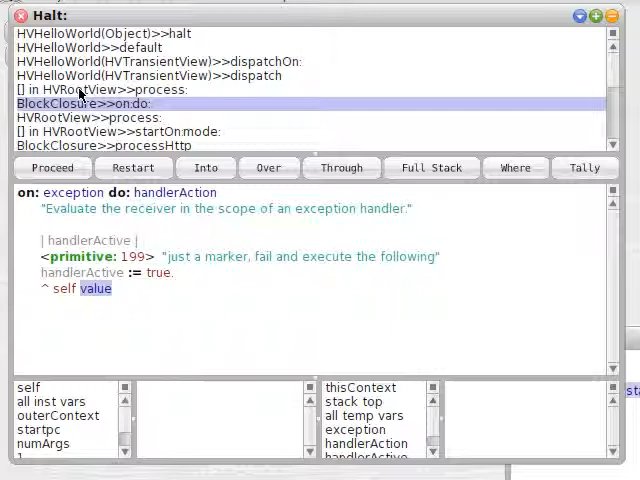 Halt:
HVHelloWorld(Object)>>halt
HVHelloWorld>>default
HVHelloWorld(HVTransientView)>>dispatchOn:
HVHelloWorld(HVTransientView)>>dispatch
[] in HVRootView>>process:
BlockClosure>>on:do:
HVRootView>>process:
[] in HVRootView>>startOn:mode:
BlockClosure>>processHttp
Proceed Restart Into Over Through Full Stack Where Tally
on: exception do: handlerAction
"Evaluate the receiver in the scope of an exception handler."
| handlerActive |
<primitive: 199> "just a marker, fail and execute the following"
handlerActive := true.
^ self value
self
all inst vars
outerContext
startpc
numArgs
1
thisContext
stack top
all temp vars
exception
handlerAction
handlerActive
sta